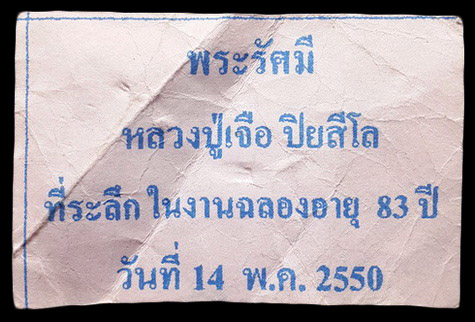 พระรัศมี
หลวงปู่เจือ ปิยสีโล
ที่ระลึก ในงานฉลองอายุ 83 ปี
วันที่ 14 พ.ค. 2550